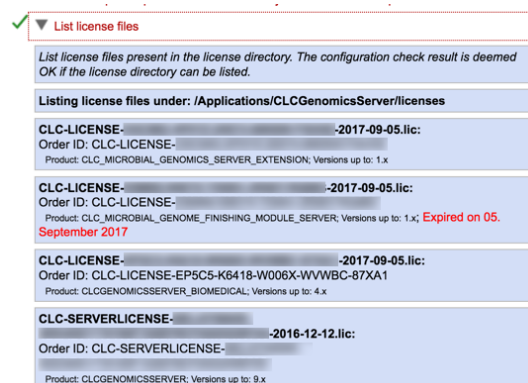 List license files
List license files present in the license directory. The configuration check result is deemed
OK if the license directory can be listed.
Listing license files under: /Applications/CLCGenomicsServer/licenses
CLC-LICENSE- -2017-09-05.lic:
Order ID: CLC-LICENSE-
Product: CLC_MICROBIAL_GENOMICS_SERVER_EXTENSION; Versions up to: 1.x
CLC-LICENSE- -2017-09-05.lic:
Order ID: CLC-LICENSE-
Product: CLC_MICROBIAL_GENOME_FINISHING_MODULE_SERVER; Versions up to: 1.x; Expired on 05.
September 2017
CLC-LICENSE- -2017-09-05.lic:
Order ID: CLC-LICENSE-EP5C5-K6418-W006X-WVWBC-87XA1
Product: CLCGENOMICSSERVER_BIOMEDICAL; Versions up to: 4.x
CLC-SERVERLICENSE-
-2016-12-12.lic:
Order ID: CLC-SERVERLICENSE-
Product: CLCGENOMICSSERVER; Versions up to: 9.x